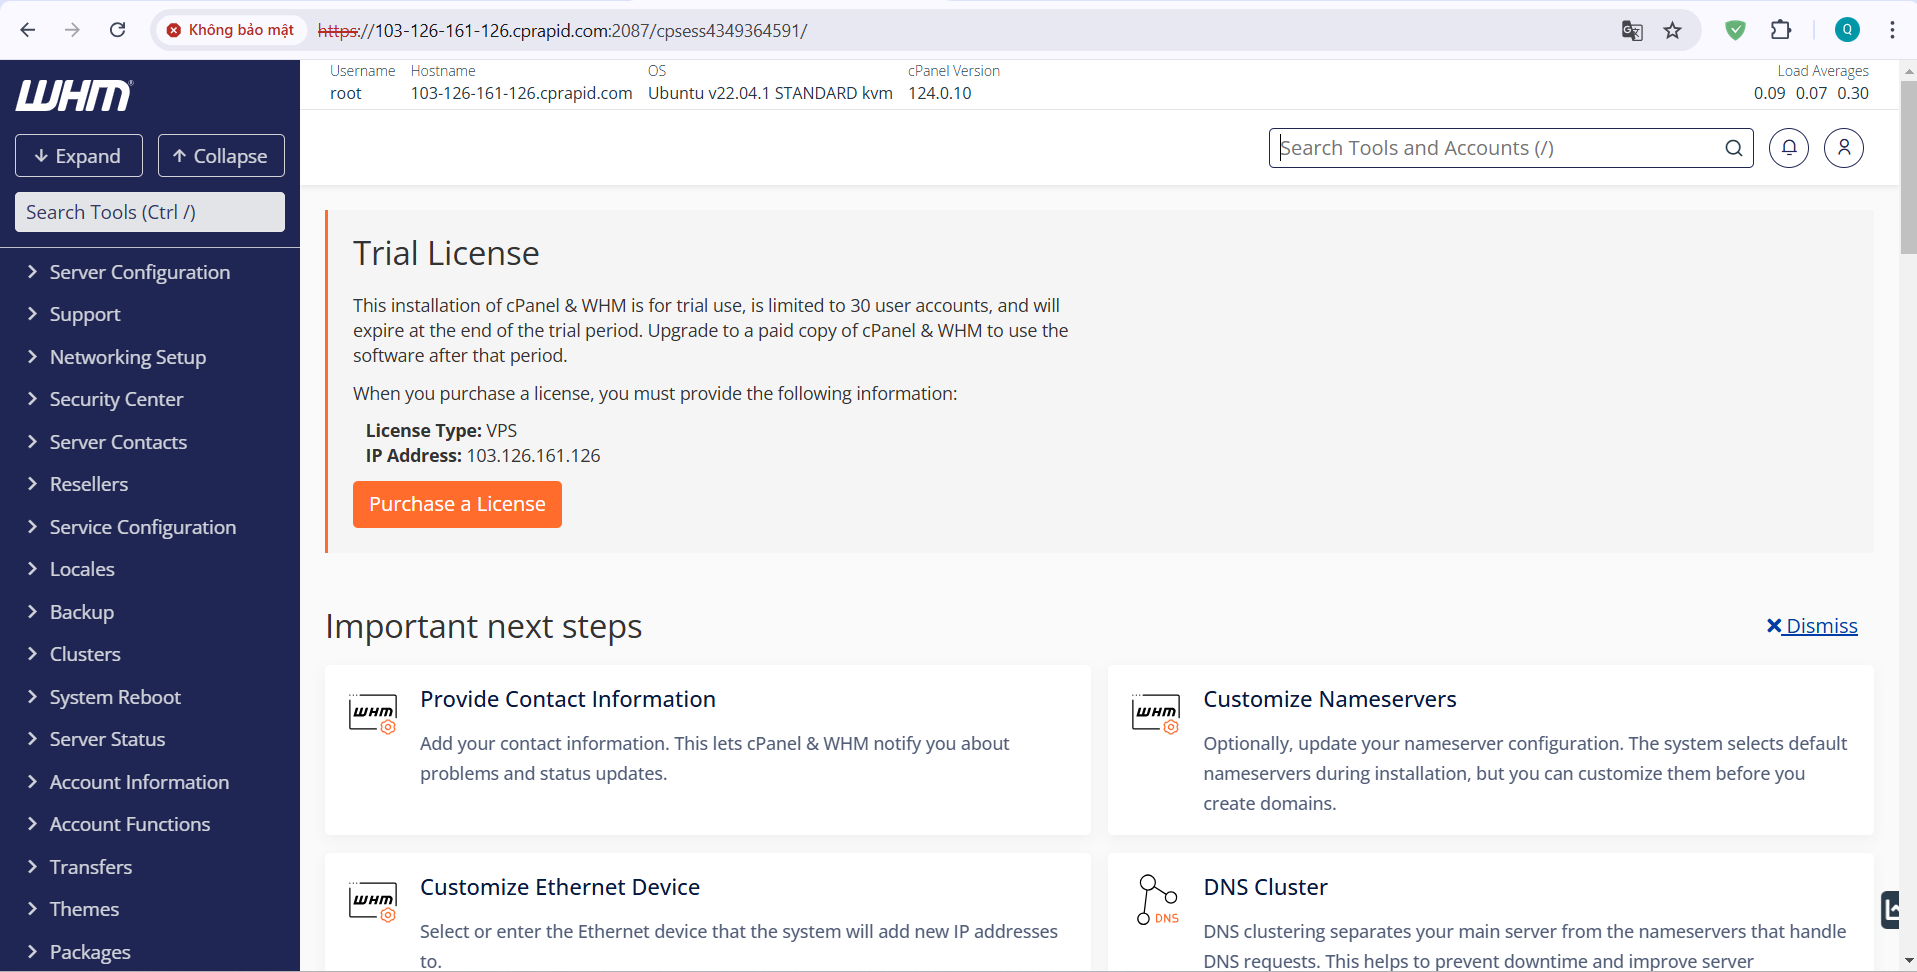 Không bảo mật
https://103-126-161-126.cprapid.com:2087/cpsess4349364591/
Q
WHM
Expand
Collapse
Search Tools (Ctrl /)
Server Configuration
Support
Networking Setup
Security Center
Server Contacts
Resellers
Service Configuration
Locales
Backup
Clusters
System Reboot
Server Status
Account Information
Account Functions
Transfers
Themes
Packages
Username Hostname OS cPanel Version Load Averages
root 103-126-161-126.cprapid.com Ubuntu v22.04.1 STANDARD kvm 124.0.10 0.09 0.07 0.30
Search Tools and Accounts (/)
Trial License
This installation of cPanel & WHM is for trial use, is limited to 30 user accounts, and will
expire at the end of the trial period. Upgrade to a paid copy of cPanel & WHM to use the
software after that period.
When you purchase a license, you must provide the following information:
License Type: VPS
IP Address: 103.126.161.126
Purchase a License
Important next steps
Dismiss
WHM
Provide Contact Information
Add your contact information. This lets cPanel & WHM notify you about
problems and status updates.
WHM
Customize Nameservers
Optionally, update your nameserver configuration. The system selects default
nameservers during installation, but you can customize them before you
create domains.
WHM
Customize Ethernet Device
Select or enter the Ethernet device that the system will add new IP addresses
to.
DNS
DNS Cluster
DNS clustering separates your main server from the nameservers that handle
DNS requests. This helps to prevent downtime and improve server